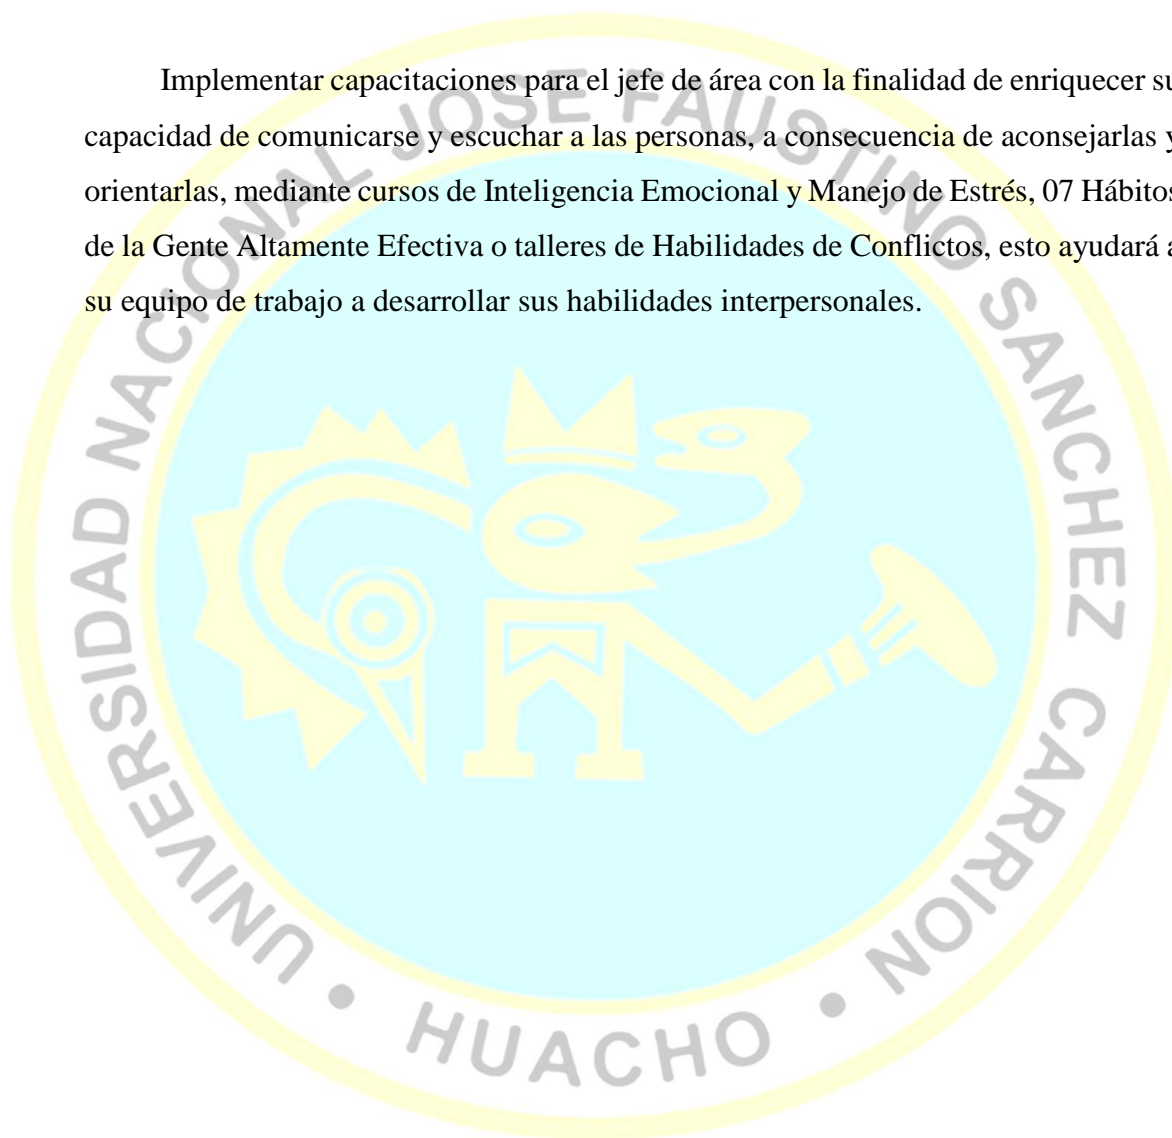 Implementar capacitaciones para el jefe de área con la finalidad de enriquecer su
capacidad de comunicarse y escuchar a las personas, a consecuencia de aconsejarlas y
orientarlas, mediante cursos de Inteligencia Emocional y Manejo de Estrés, 07 Hábitos
de la Gente Altamente Efectiva o talleres de Habilidades de Conflictos, esto ayudará a
su equipo de trabajo a desarrollar sus habilidades interpersonales.
UNIVERSIDAD NACIONAL JOSE FAUSTINO SANCHEZ CARRION
• HUACHO •